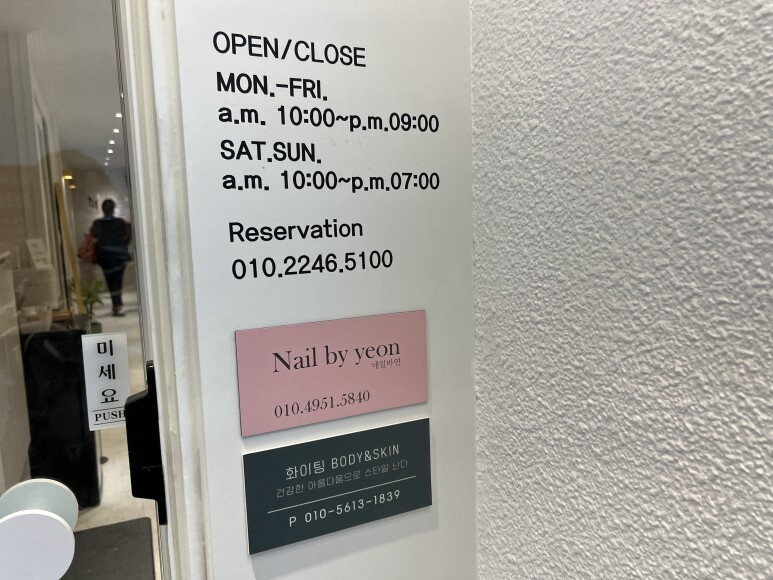 OPEN/CLOSE
MON.-FRI.
a.m. 10:00~p.m.09:00
SAT.SUN.
a.m. 10:00~p.m.07:00
Reservation
010.2246.5100
Nail by yeon
네일바연
010.4951.5840
화이팅 BODY&SKIN
건강한 아름다움으로 스타일 난다
P 010-5613-1839
미세요
PUSH